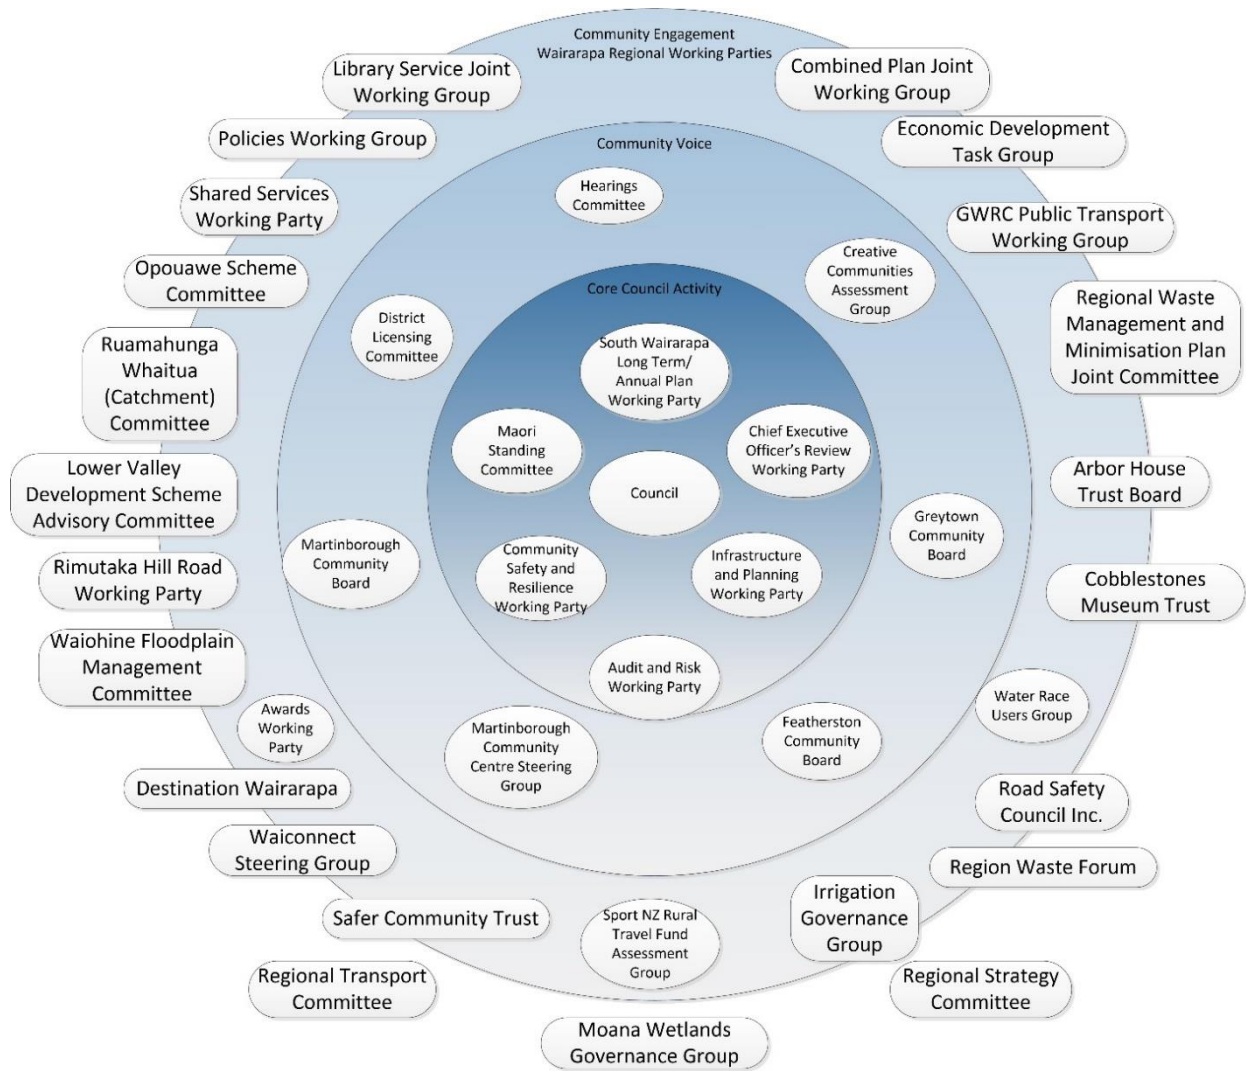 Community Engagement
Wairarapa Regional Working Parties
Library Service Joint
Working Group
Combined Plan Joint
Working Group
Policies Working Group
Economic Development
Task Group
Community Voice
Hearings
Committee
Shared Services
Working Party
GWRC Public Transport
Working Group
Creative
Communities
Assessment
Group
Opouawe Scheme
Committee
Core Council Activity
Regional Waste
Management and
Minimisation Plan
Joint Committee
District
Licensing
Committee
South Wairarapa
Long Term/
Annual Plan
Working Party
Ruamahunga
Whaitua
(Catchment)
Committee
Maori
Standing
Committee
Chief Executive
Officer's Review
Working Party
Council
Lower Valley
Development Scheme
Advisory Committee
Arbor House
Trust Board
Greytown
Community
Board
Martinborough
Community
Board
Community
Safety and
Resilience
Working Party
Infrastructure
and Planning
Working Party
Rimutaka Hill Road
Working Party
Cobblestones
Museum Trust
Waiohine Floodplain
Management
Committee
Audit and Risk
Working Party
Water Race
Users Group
Awards
Working
Party
Martinborough
Community
Centre Steering
Group
Featherston
Community
Board
Destination Wairarapa
Road Safety
Council Inc.
Waiconnect
Steering Group
Region Waste Forum
Safer Community Trust
Sport NZ Rural
Travel Fund
Assessment
Group
Irrigation
Governance
Group
Regional Transport
Committee
Regional Strategy
Committee
Moana Wetlands
Governance Group